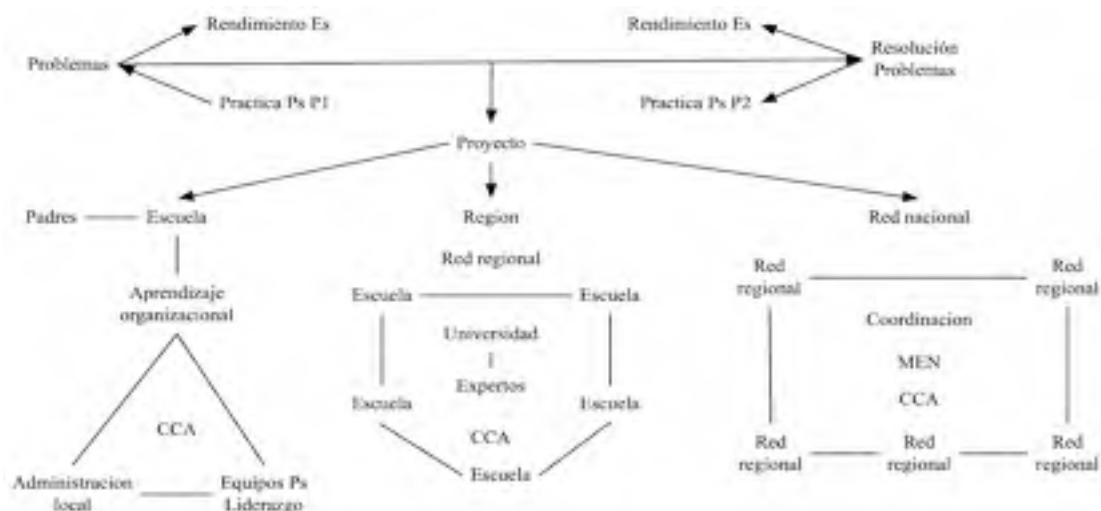 Rendimiento Es
Rendimiento Es
Problemas
Resolución
Problemas
Practica Ps P1
Practica Ps P2
Proyecto
Padres
Escuela
Region
Red nacional
Red regional
Aprendizaje
organizacional
CCA
Administracion
local
Equipos Ps
Liderazgo
Escuela
Escuela
Universidad
Expertos
Escuela
Escuela
CCA
Escuela
Red
regional
Red
regional
Coordinacion
MEN
CCA
Red
regional
Red
regional
Red
regional